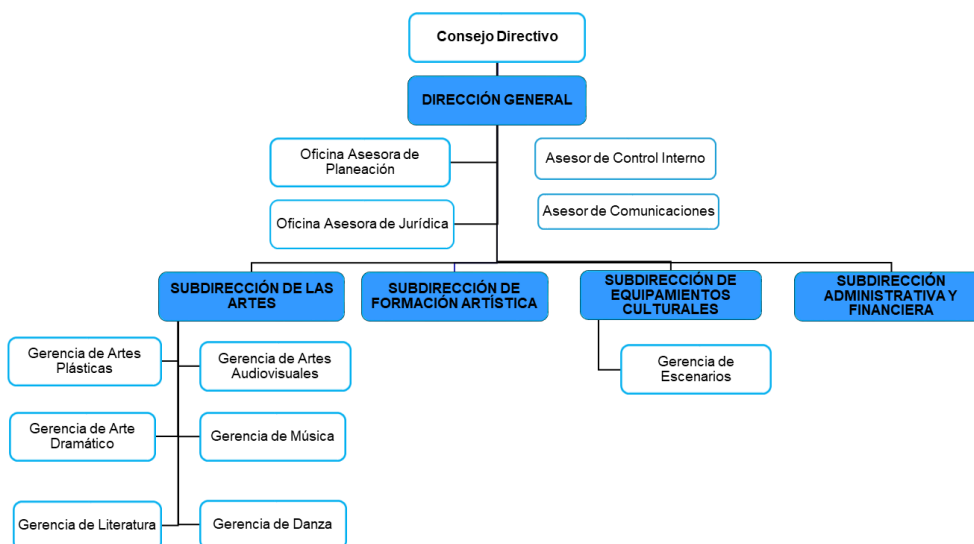 Consejo Directivo
DIRECCIÓN GENERAL
Oficina Asesora de
Planeación
Asesor de Control Interno
Oficina Asesora de Jurídica
Asesor de Comunicaciones
SUBDIRECCIÓN DE LAS
ARTES
SUBDIRECCIÓN DE
FORMACIÓN ARTÍSTICA
SUBDIRECCIÓN DE
EQUIPAMIENTOS
CULTURALES
SUBDIRECCIÓN
ADMINISTRATIVA Y
FINANCIERA
Gerencia de Artes
Plásticas
Gerencia de Artes
Audiovisuales
Gerencia de
Escenarios
Gerencia de Arte
Dramático
Gerencia de Música
Gerencia de Literatura
Gerencia de Danza